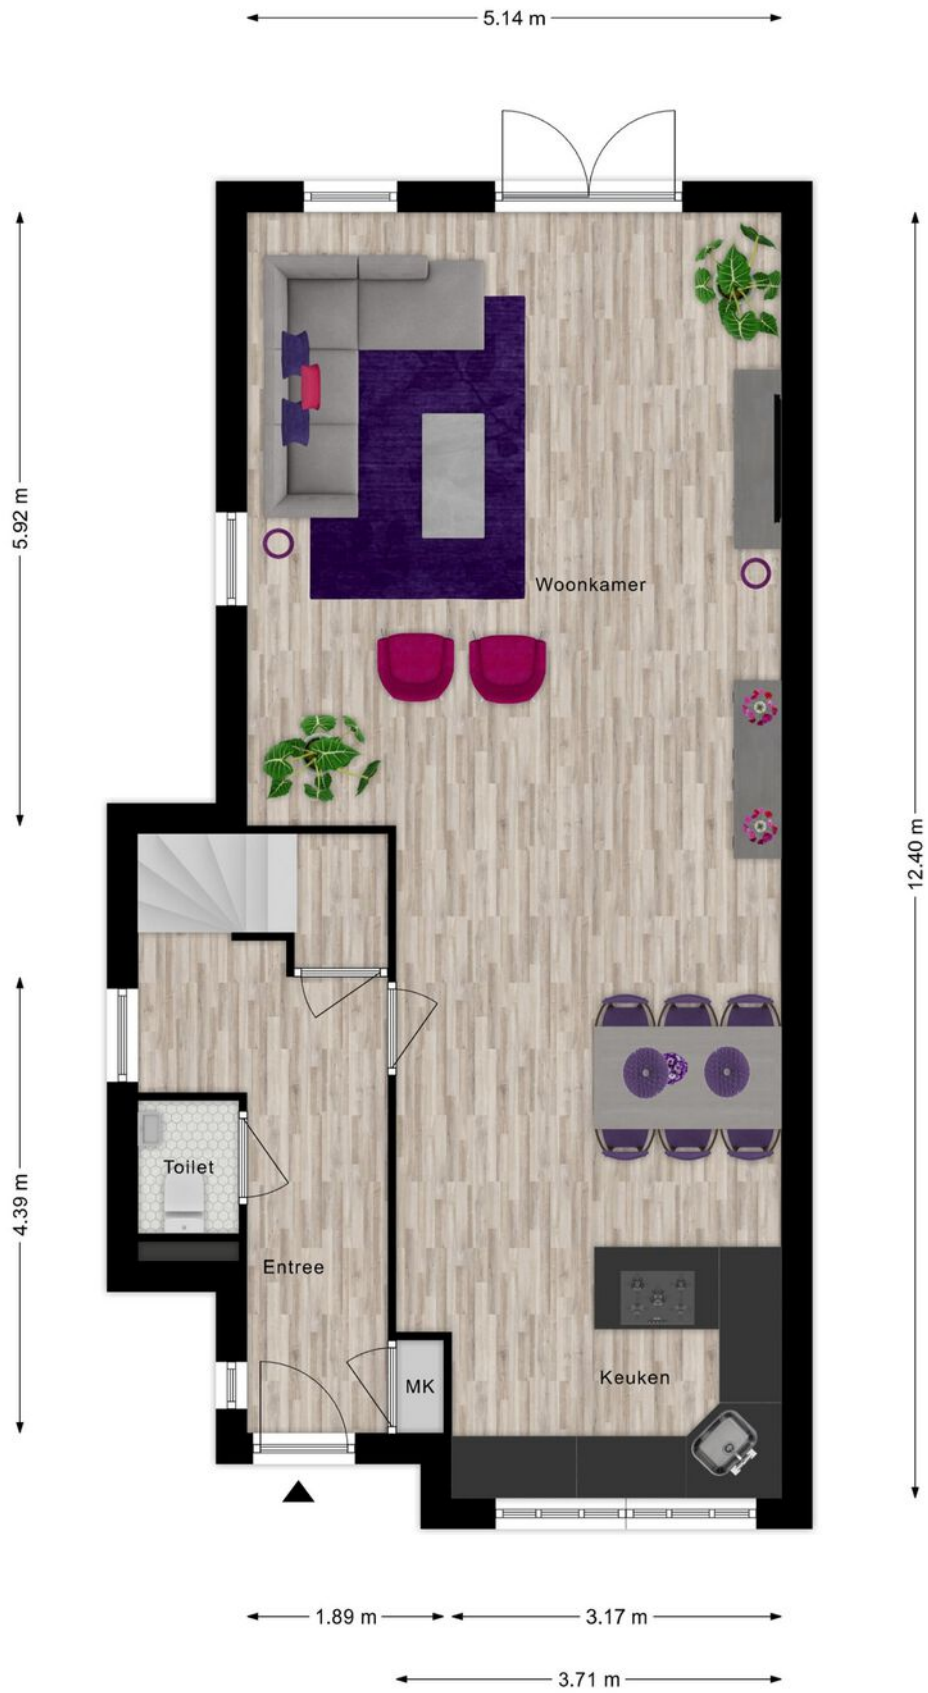 5.14 m
5.92 m
Woonkamer
12.40 m
4.39 m
Toilet
Entree
Keuken
MK
1.89 m
3.17 m
3.71 m